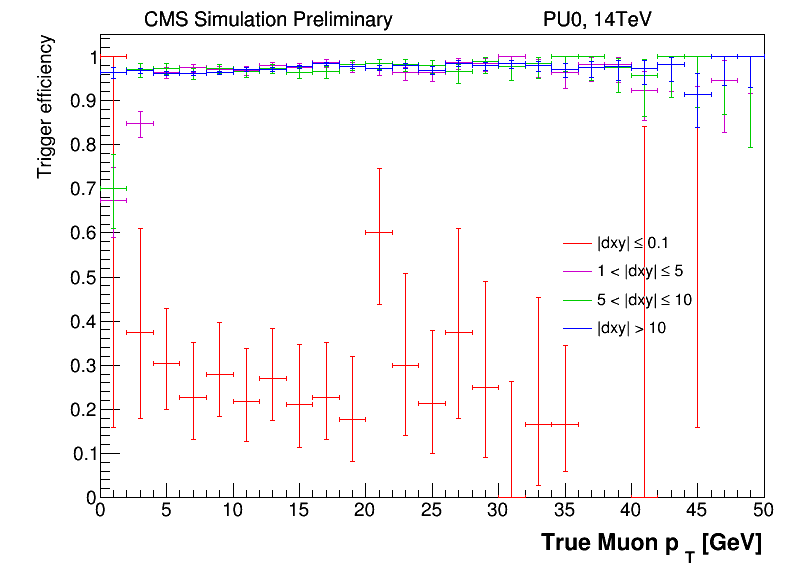 CMS Simulation Preliminary PU0, 14TeV
Trigger efficiency
1
0.9
0.8
0.7
0.6
0.5
0.4
0.3
0.2
0.1
0
|dxy| ≤ 0.1
1 < |dxy| ≤ 5
5 < |dxy| ≤ 10
|dxy| > 10
0 5 10 15 20 25 30 35 40 45 50
True Muon p T [GeV]